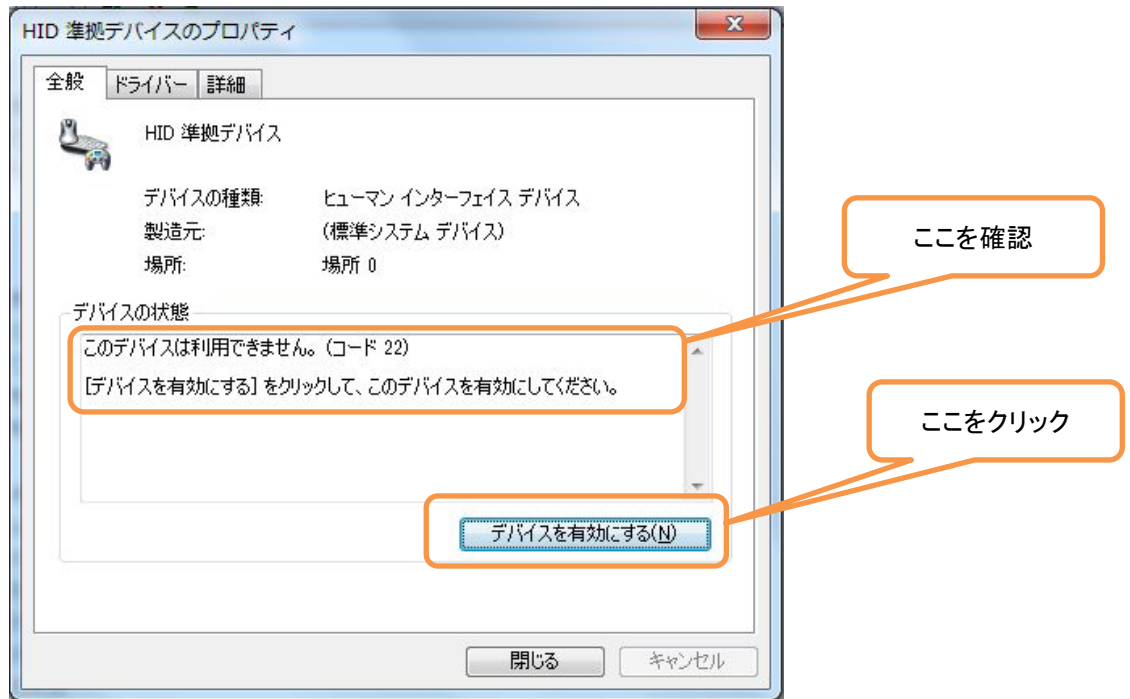 HID 準拠デバイスのプロパティ
全般
ドライバー
詳細
HID 準拠デバイス
デバイスの種類: ヒューマン インターフェイス デバイス
製造元: (標準システム デバイス)
場所: 場所 0
ここを確認
デバイスの状態
このデバイスは利用できません。(コード 22)
[デバイスを有効にする] をクリックして、このデバイスを有効にしてください。
ここをクリック
デバイスを有効にする(N)
閉じる
キャンセル